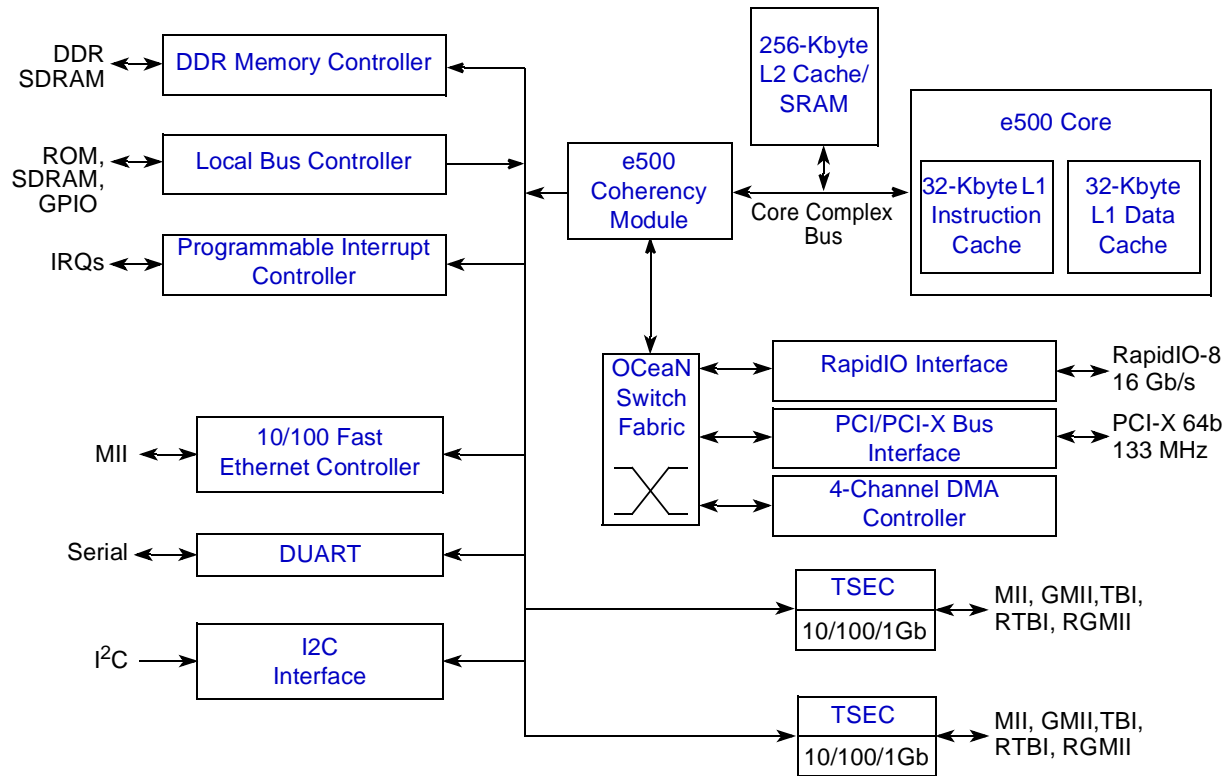 DDR
SDRAM
DDR Memory Controller
256-Kbyte
L2 Cache/
SRAM
e500 Core
32-Kbyte L1
Instruction
Cache
32-Kbyte
L1 Data
Cache
ROM,
SDRAM,
GPIO
Local Bus Controller
e500
Coherency
Module
Core Complex
Bus
IRQs
Programmable Interrupt
Controller
OCeaN
Switch
Fabric
RapidIO Interface
RapidIO-8
16 Gb/s
PCI/PCI-X Bus
Interface
PCI-X 64b
133 MHz
4-Channel DMA
Controller
MII
10/100 Fast
Ethernet Controller
Serial
DUART
I2C
I2C
Interface
TSEC
10/100/1Gb
MII, GMII,TBI,
RTBI, RGMII
TSEC
10/100/1Gb
MII, GMII,TBI,
RTBI, RGMII